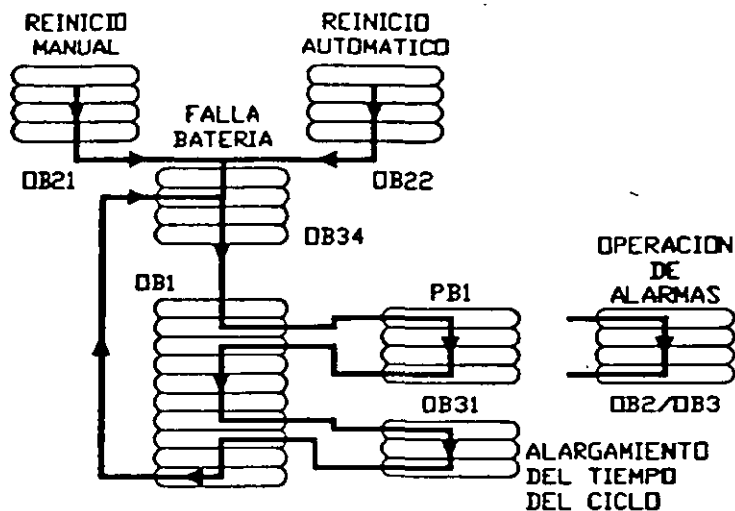 REINICIO
MANUAL
REINICIO
AUTOMATICO
FALLA
BATERIA
OB21
OB22
OB34
OB1
PB1
OPERACION
DE
ALARMAS
OB31
OB2/OB3
ALARGAMIENTO
DEL TIEMPO
DEL CICLO